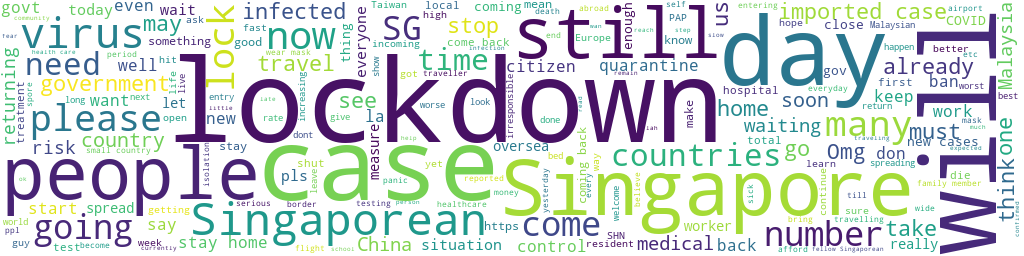 govt today even wait infected stop Taiwan high local coming mean Europe enough PAP self ask abroad man slow community fear
virus may something lock now SG everyone us come back close gov imported case COVID Malaysian airport entering hope happen
need well hit let fast good thing travel time citizen quarantine know already first ban better etc worst best
returning government want open life live new entry risk country please
lockdown still day will
see la measure show increasing irresponsible oversea hospital home soon keep work waiting must mask much new cases many
Malaysia one think
people case Singapore countries go Omg don
treatment long next rate late Little isolation stay dont give worse look done make total learn spreading expected traveling
small country shut leave yet border testing panic healthcare reported money person help
start spread getting say going Singaporean come number take
world ppl guy test become week currently serious stay home China situation control https SHN resident worker medical back
incoming traveller got infection death end reach remain read iah bed way yesterday every coming back welcome believe sick
afford bring till continue everyday return step wide sure die really travelling family member fellow Singaporean confirmed
flight school spore period wear mask health care pls ok